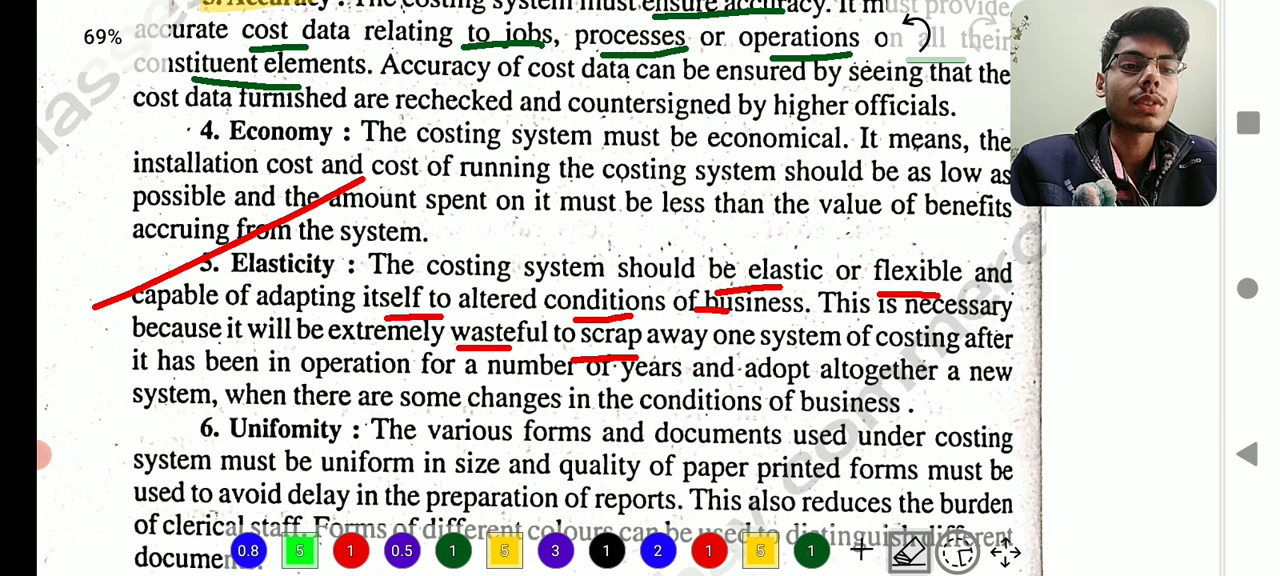 3. Accuracy : The costing system must ensure accuracy. It must provide
69%
accurate cost data relating to jobs, processes or operations on all their
constituent elements. Accuracy of cost data can be ensured by seeing that the
cost data furnished are rechecked and countersigned by higher officials.
4. Economy : The costing system must be economical. It means, the
installation cost and cost of running the costing system should be as low as
possible and the amount spent on it must be less than the value of benefits
accruing from the system.
5. Elasticity : The costing system should be elastic or flexible and
capable of adapting itself to altered conditions of business. This is necessary
because it will be extremely wasteful to scrap away one system of costing after
it has been in operation for a number of years and adopt altogether a new
system, when there are some changes in the conditions of business .
6. Unifomity : The various forms and documents used under costing
system must be uniform in size and quality of paper printed forms must be
used to avoid delay in the preparation of reports. This also reduces the burden
of clerical staff. Forms of different colours can be used to distinguish different
0.8 5 1 0.5 1 5 3 1 2 1 5 1